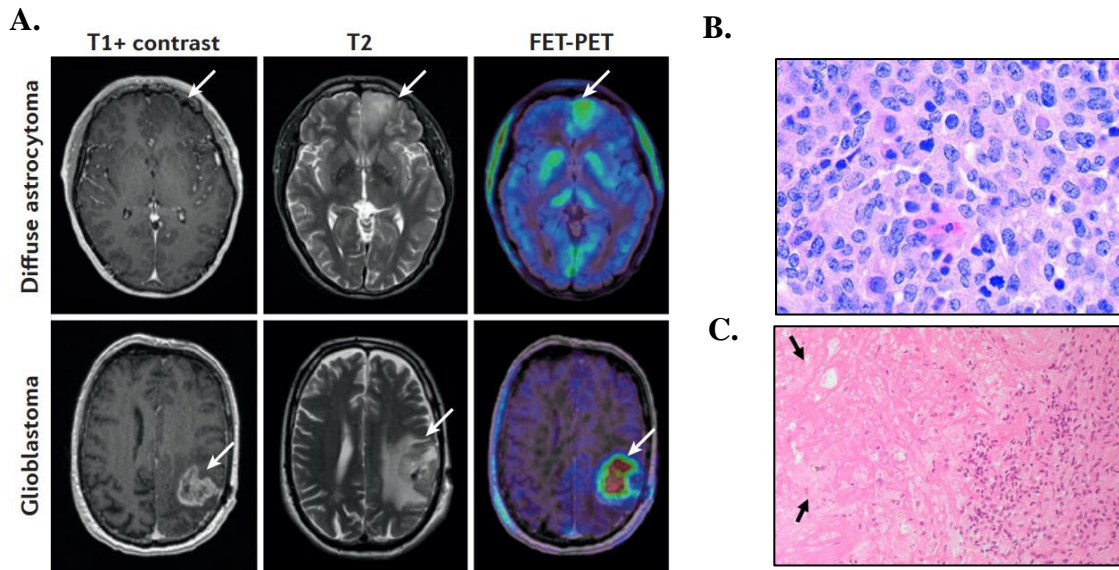 A.
T1+ contrast
T2
FET-PET
B.
Diffuse astrocytoma
Glioblastoma
C.